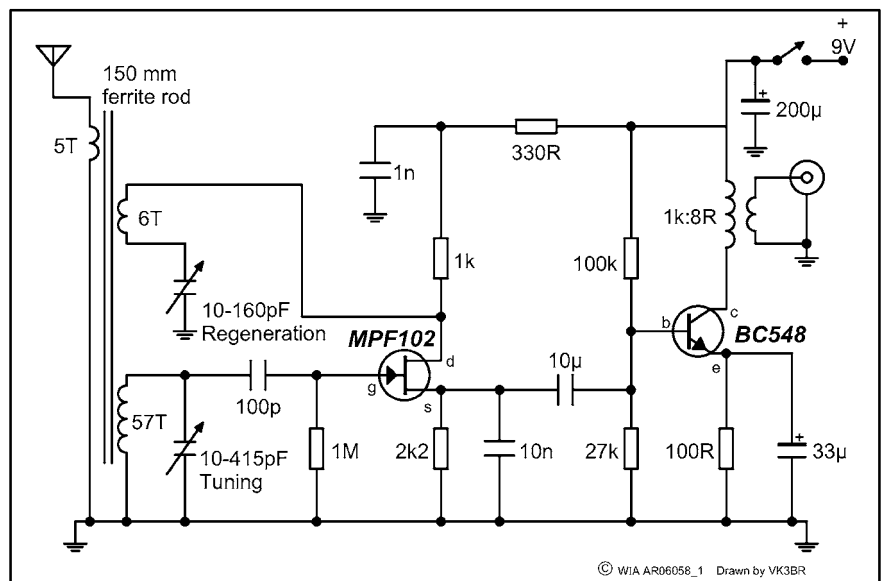 +
9V
150 mm
ferrite rod
5T
200µ
330R
1n
1k:8R
6T
1k
100k
10-160pF
Regeneration
MPF102
d
g
s
b
c
e
BC548
10µ
100p
57T
10-415pF
Tuning
1M
2k2
10n
27k
100R
+
33µ
+
© WIA AR06058_1 Drawn by VK3BR